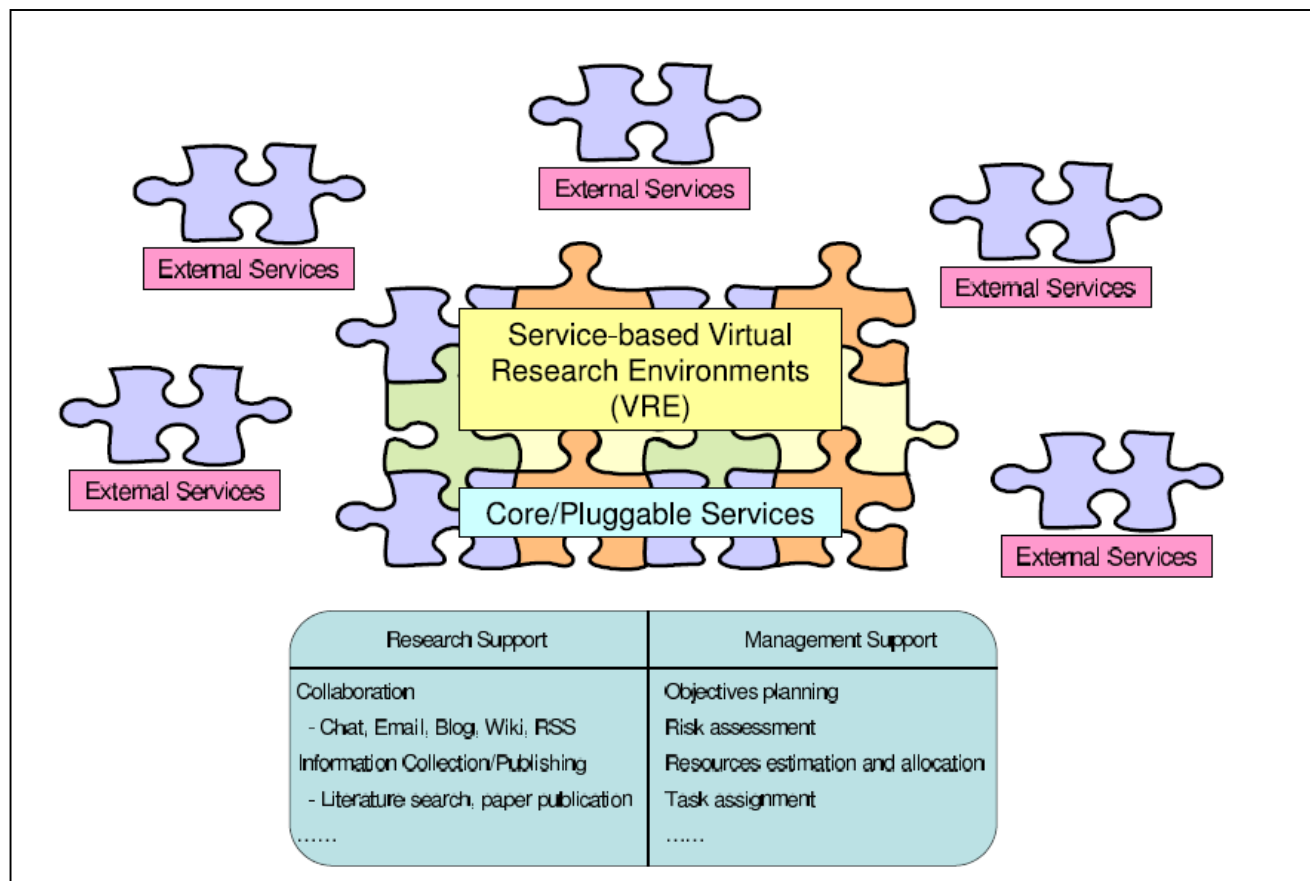 External Services
External Services
External Services
External Services
Service-based Virtual
Research Environments
(VRE)
External Services
Core/Pluggable Services
External Services
Research Support
Management Support
Collaboration
- Chat, Email, Blog, Wiki, RSS
Information Collection/Publishing
- Literature search, paper publication
......
Objectives planning
Risk assessment
Resources estimation and allocation
Task assignment
......